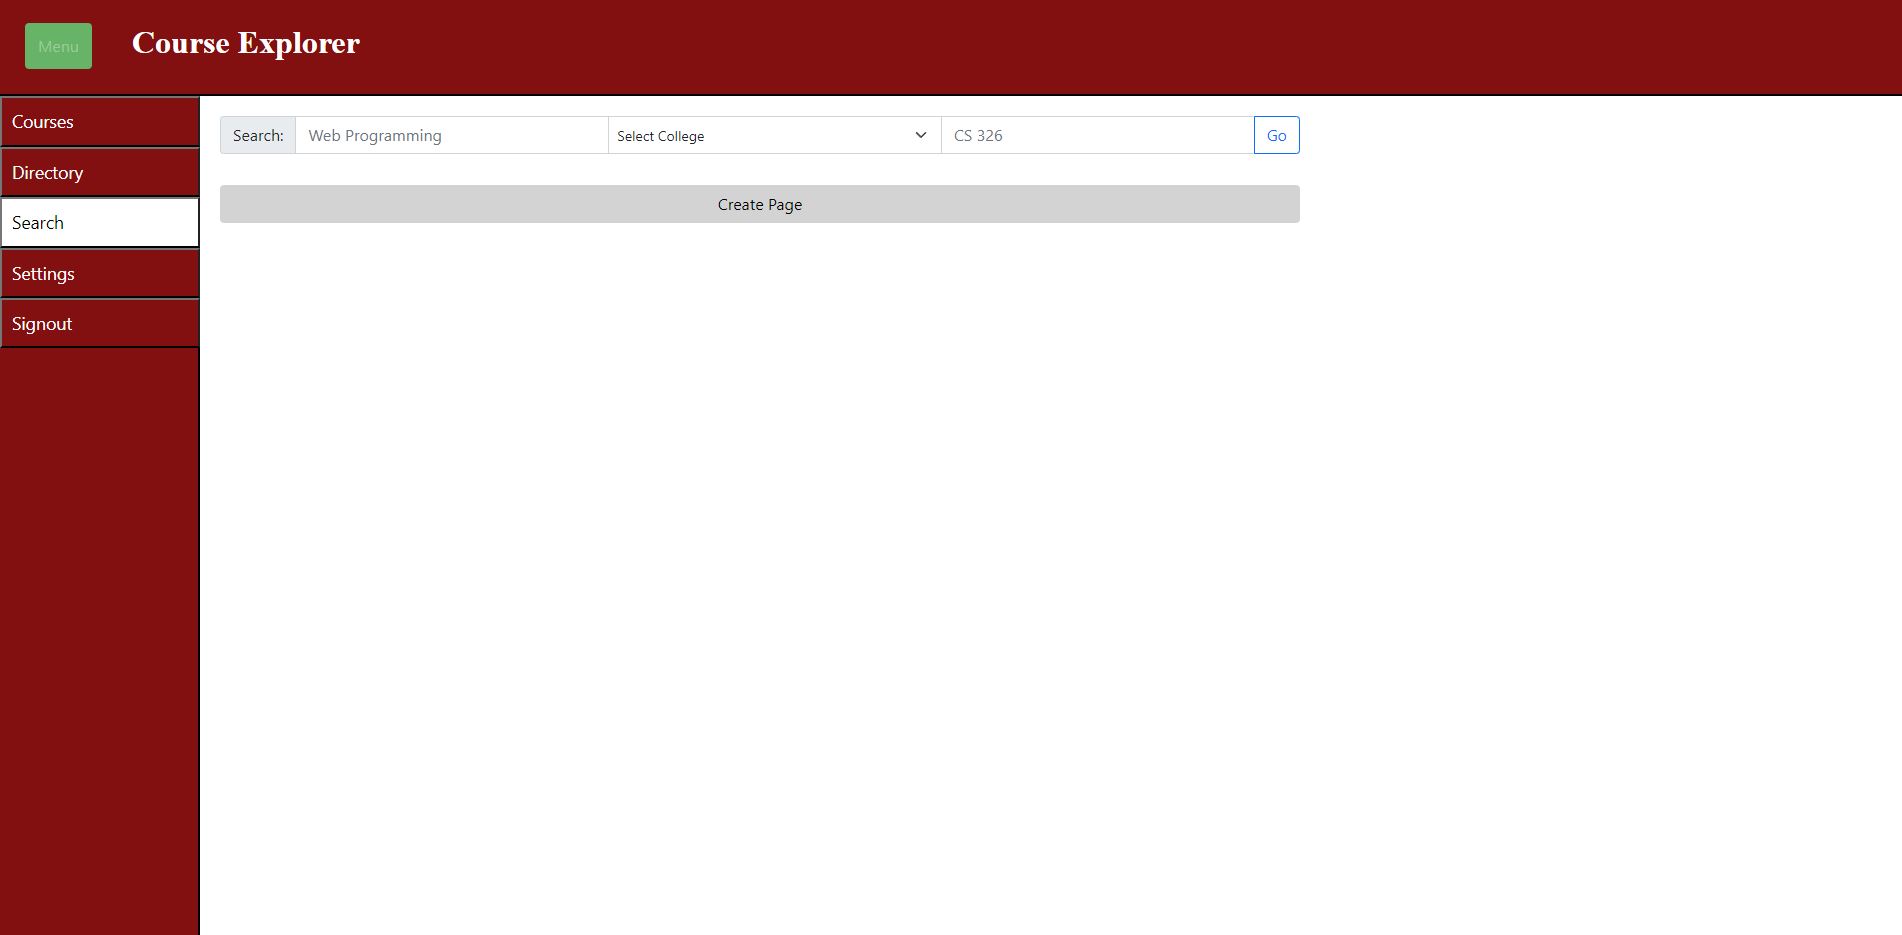 Menu
Course Explorer
Courses
Directory
Search
Settings
Signout
Search: Web Programming Select College CS 326 Go
Create Page